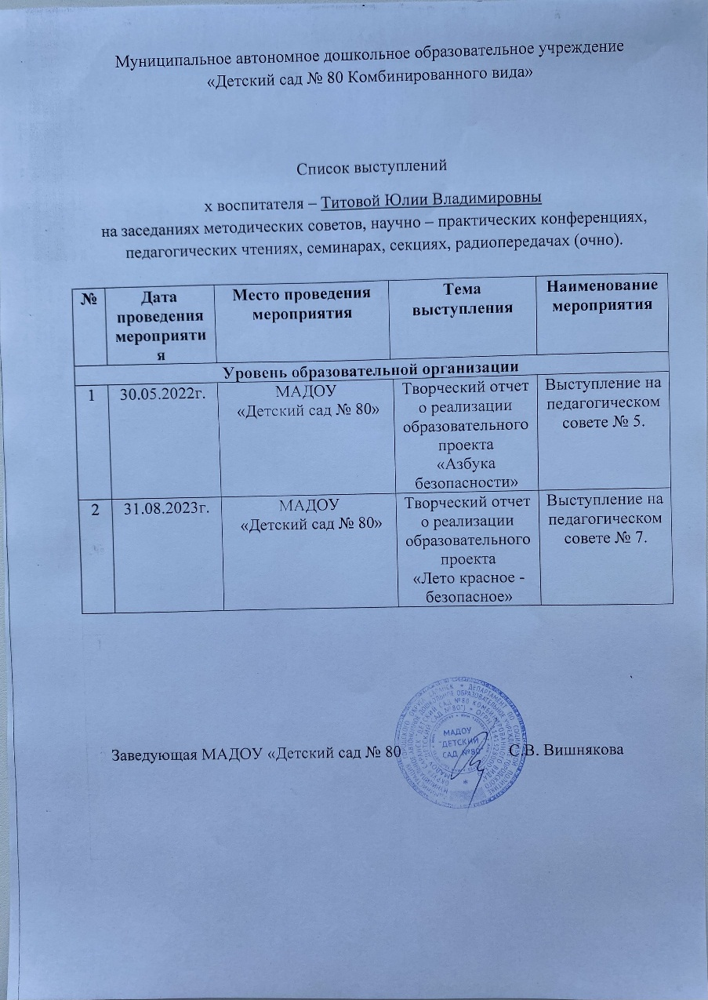 Муниципальное автономное дошкольное образовательное учреждение
«Детский сад № 80 Комбинированного вида»
Список выступлений
х воспитателя – Титовой Юлии Владимировны
на заседаниях методических советов, научно – практических конференциях,
педагогических чтениях, семинарах, секциях, радиопередачах (очно).
№
Дата
проведения
мероприяти
я
Место проведения
мероприятия
Тема
выступления
Наименование
мероприятия
Уровень образовательной организации
1
30.05.2022г.
МАДОУ
«Детский сад № 80»
Творческий отчет
о реализации
образовательного
проекта
«Азбука
безопасности»
Выступление на
педагогическом
совете № 5.
2
31.08.2023г.
МАДОУ
«Детский сад № 80»
Творческий отчет
о реализации
образовательного
проекта
«Лето красное -
безопасное»
Выступление на
педагогическом
совете № 7.
Заведующая МАДОУ «Детский сад № 80
С.В. Вишнякова
МАДОУ
"ДЕТСКИЙ
САД №80"